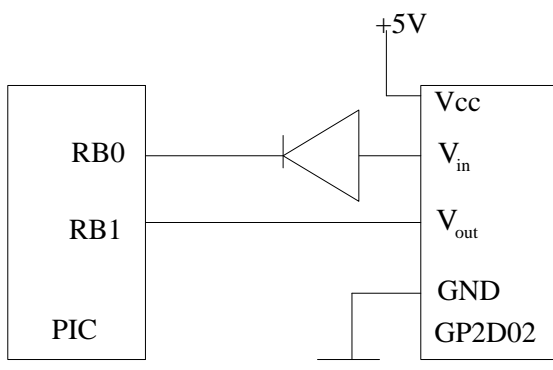 +5V
Vcc
RB0
Vin
RB1
Vout
GND
PIC
GP2D02